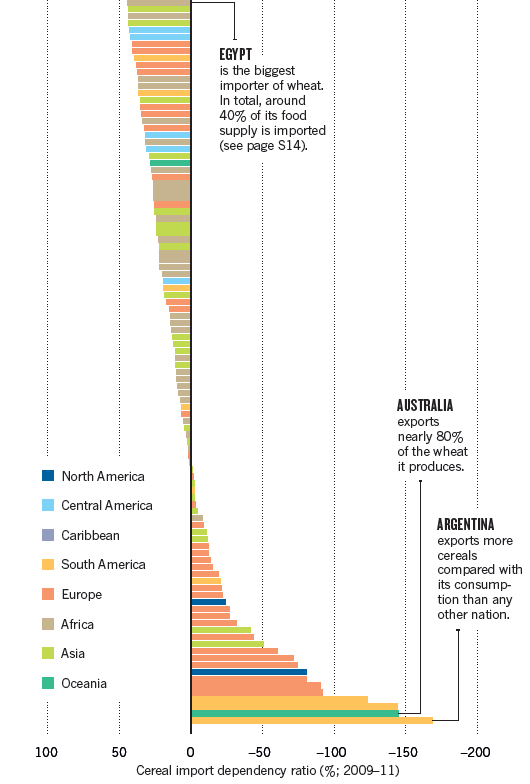 EGYPT
is the biggest
importer of wheat.
In total, around
40% of its food
supply is imported
(see page S14).
AUSTRALIA
exports
nearly 80%
of the wheat
it produces.
ARGENTINA
exports more
cereals
compared with
its consump-
tion than any
other nation.
North America
Central America
Caribbean
South America
Europe
Africa
Asia
Oceania
100 50 0 –50 –100 –150 –200
Cereal import dependency ratio (%; 2009–11)